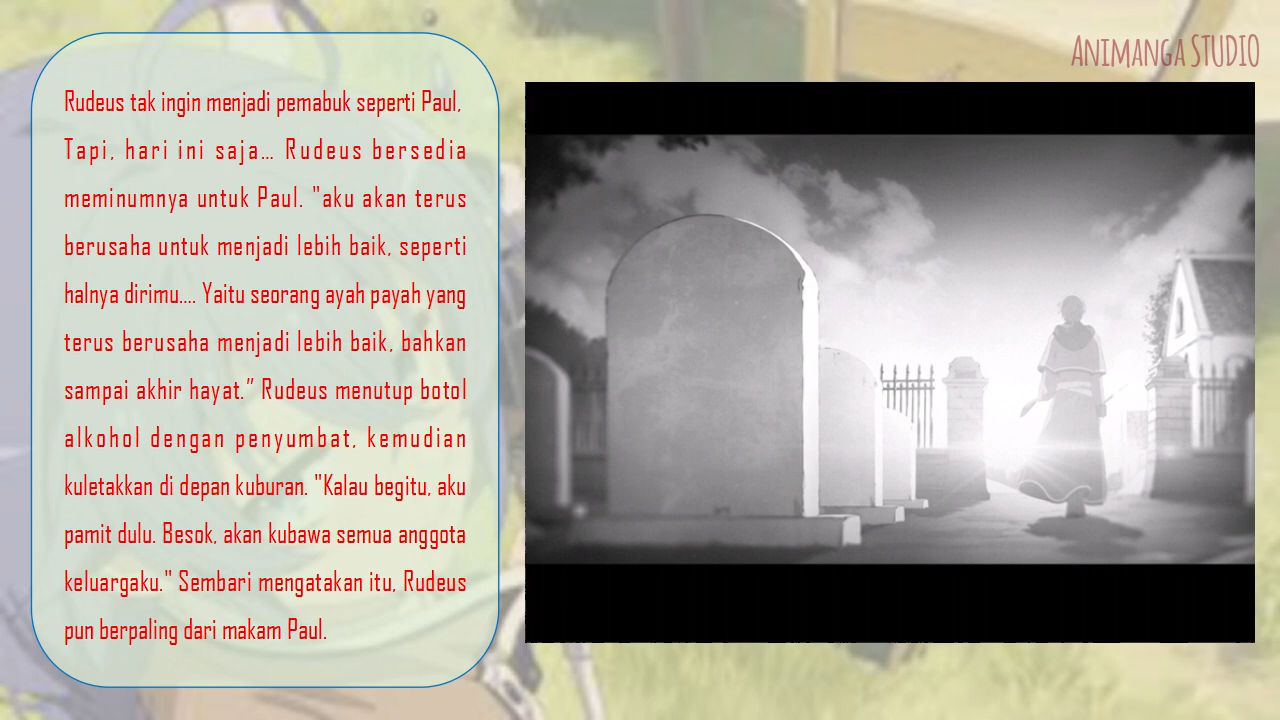 ANIMANGA STUDIO
Rudeus tak ingin menjadi pemabuk seperti Paul,
Tapi, hari ini saja… Rudeus bersedia
meminumnya untuk Paul. "aku akan terus
berusaha untuk menjadi lebih baik, seperti
halnya dirimu…. Yaitu seorang ayah payah yang
terus berusaha menjadi lebih baik, bahkan
sampai akhir hayat.” Rudeus menutup botol
alkohol dengan penyumbat, kemudian
kuletakkan di depan kuburan. "Kalau begitu, aku
pamit dulu. Besok, akan kubawa semua anggota
keluargaku." Sembari mengatakan itu, Rudeus
pun berpaling dari makam Paul.